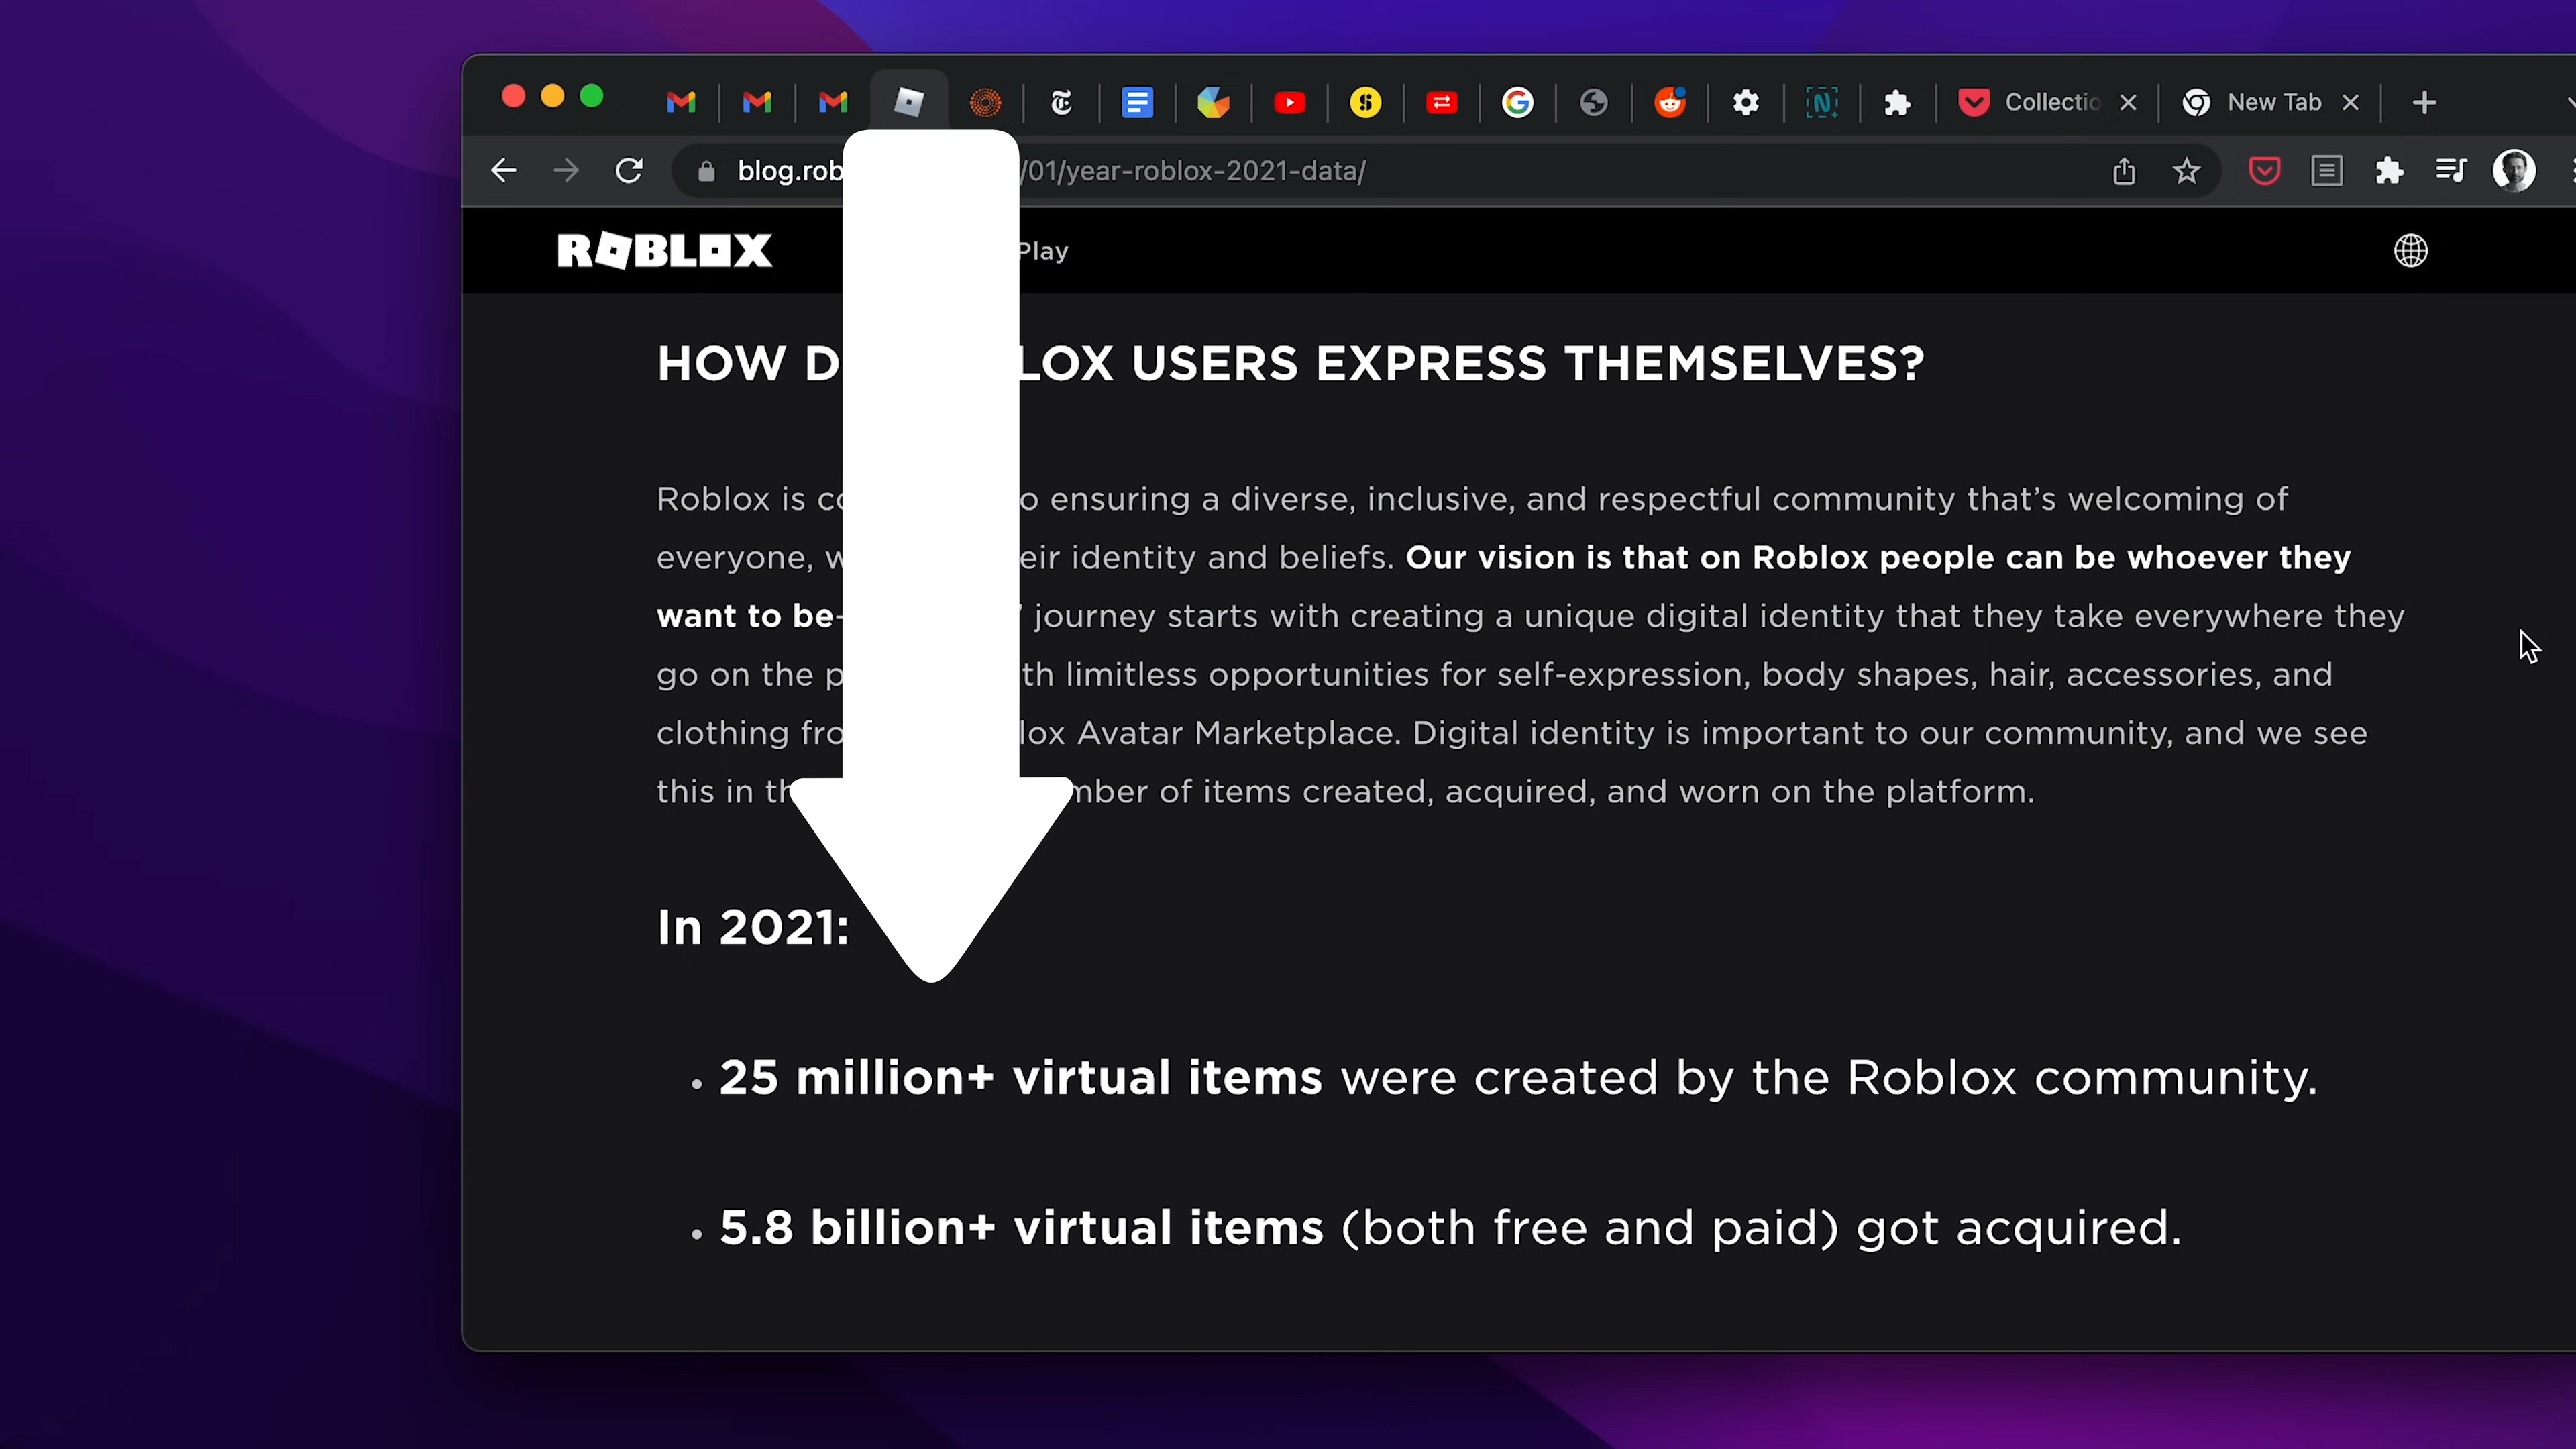 Collectio
New Tab
blog.rob /01/year-roblox-2021-data/
ROBLOX Play
HOW D LOX USERS EXPRESS THEMSELVES?
Roblox is co o ensuring a diverse, inclusive, and respectful community that’s welcoming of
everyone, w eir identity and beliefs. Our vision is that on Roblox people can be whoever they
want to be- ’ journey starts with creating a unique digital identity that they take everywhere they
go on the p th limitless opportunities for self-expression, body shapes, hair, accessories, and
clothing fro lox Avatar Marketplace. Digital identity is important to our community, and we see
this in th mber of items created, acquired, and worn on the platform.
In 2021:
• 25 million+ virtual items were created by the Roblox community.
• 5.8 billion+ virtual items (both free and paid) got acquired.